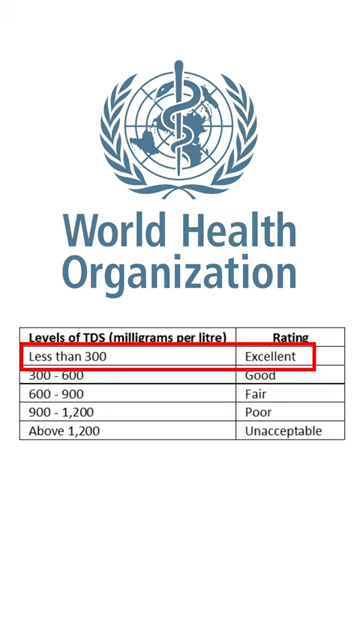 World Health
Organization
Levels of TDS (milligrams per litre) Rating
Less than 300 Excellent
300 - 600 Good
600 - 900 Fair
900 - 1,200 Poor
Above 1,200 Unacceptable